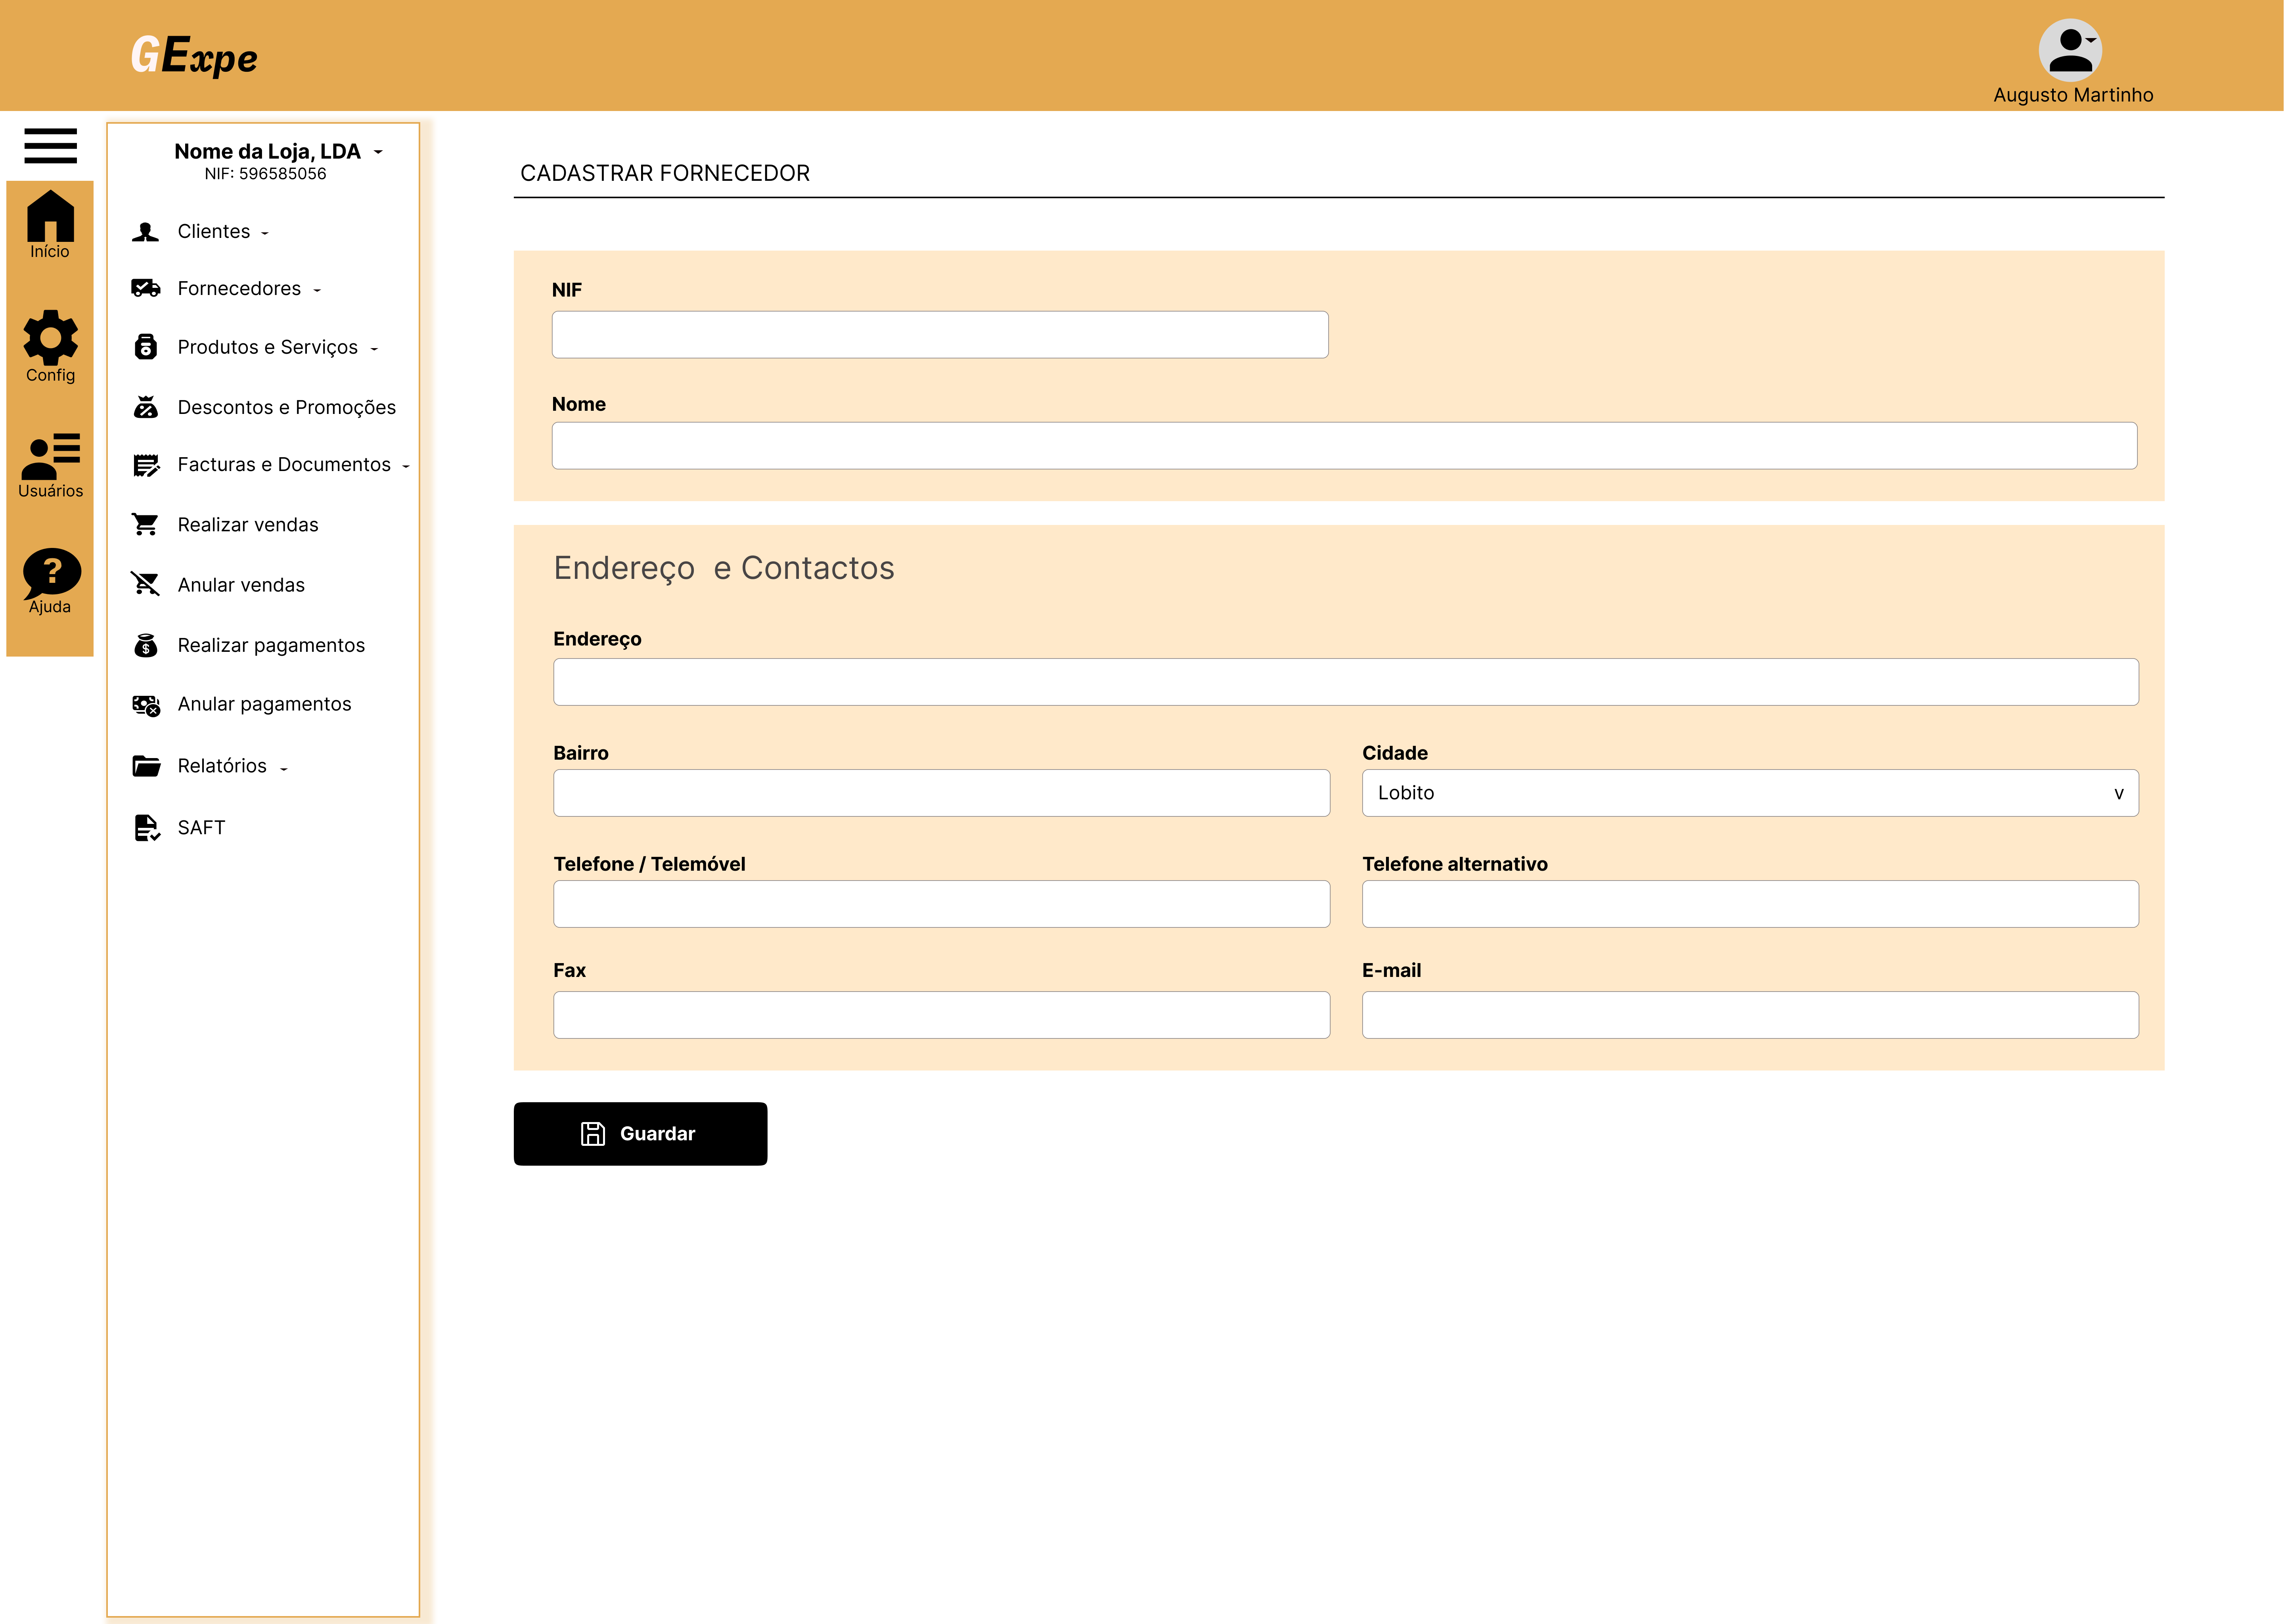 GExpe
Augusto Martinho
Início
Config
Usuários
Ajuda
Nome da Loja, LDA
NIF: 596585056
Clientes
Fornecedores
Produtos e Serviços
Descontos e Promoções
Facturas e Documentos
Realizar vendas
Anular vendas
Realizar pagamentos
Anular pagamentos
Relatórios
SAFT
CADASTRAR FORNECEDOR
NIF
Nome
Endereço e Contactos
Endereço
Bairro
Cidade
Lobito v
Telefone / Telemóvel
Telefone alternativo
Fax
E-mail
Guardar